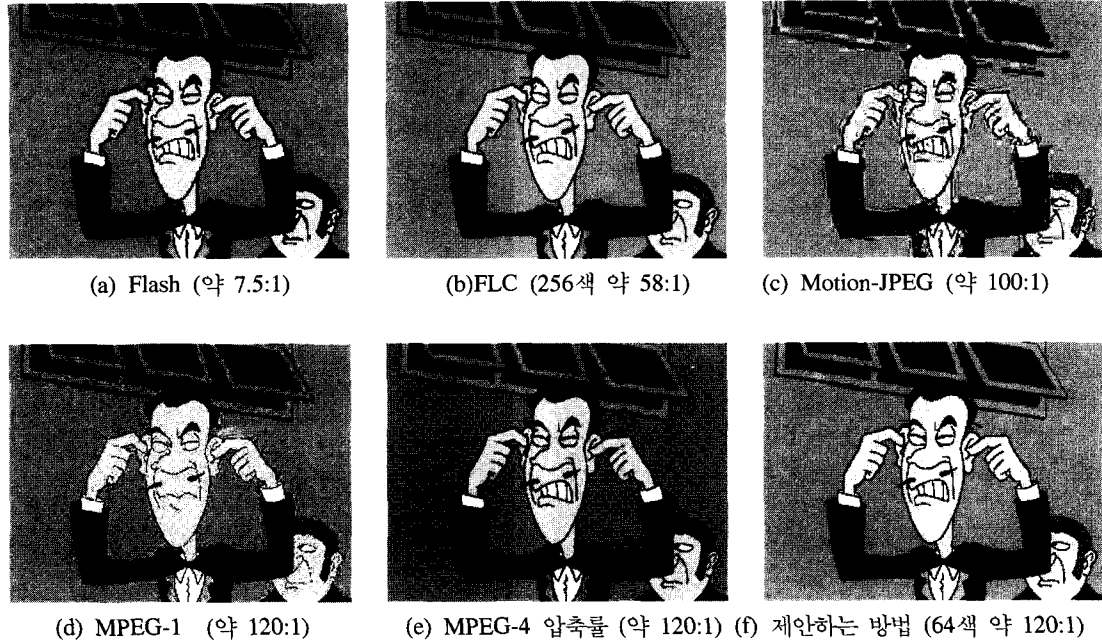 (a) Flash (약 7.5:1) (b)FLC (256색 약 58:1) (c) Motion-JPEG (약 100:1)
(d) MPEG-1 (약 120:1) (e) MPEG-4 압축률 (약 120:1) (f) 제안하는 방법 (64색 약 120:1)